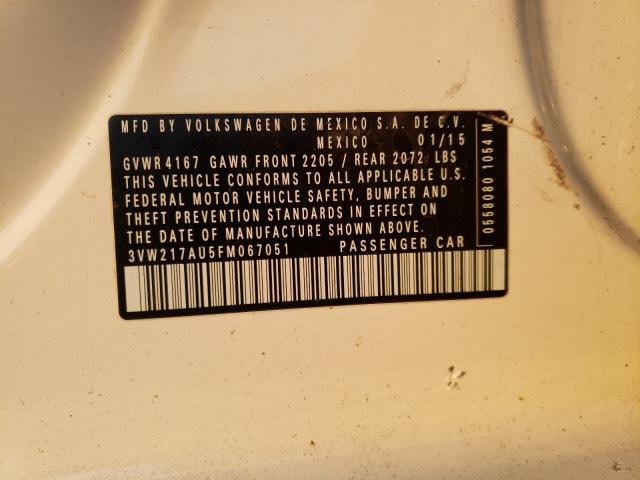 MFD BY VOLKSWAGEN DE MEXICO S.A. DE C.V.
MEXICO 01/15
GVWR 4167 GAWR FRONT 2205 / REAR 2072 LBS
THIS VEHICLE CONFORMS TO ALL APPLICABLE U.S.
FEDERAL MOTOR VEHICLE SAFETY, BUMPER AND
THEFT PREVENTION STANDARDS IN EFFECT ON
THE DATE OF MANUFACTURE SHOWN ABOVE.
3VW217AU5FM067051 PASSENGER CAR
0558080 1054 M